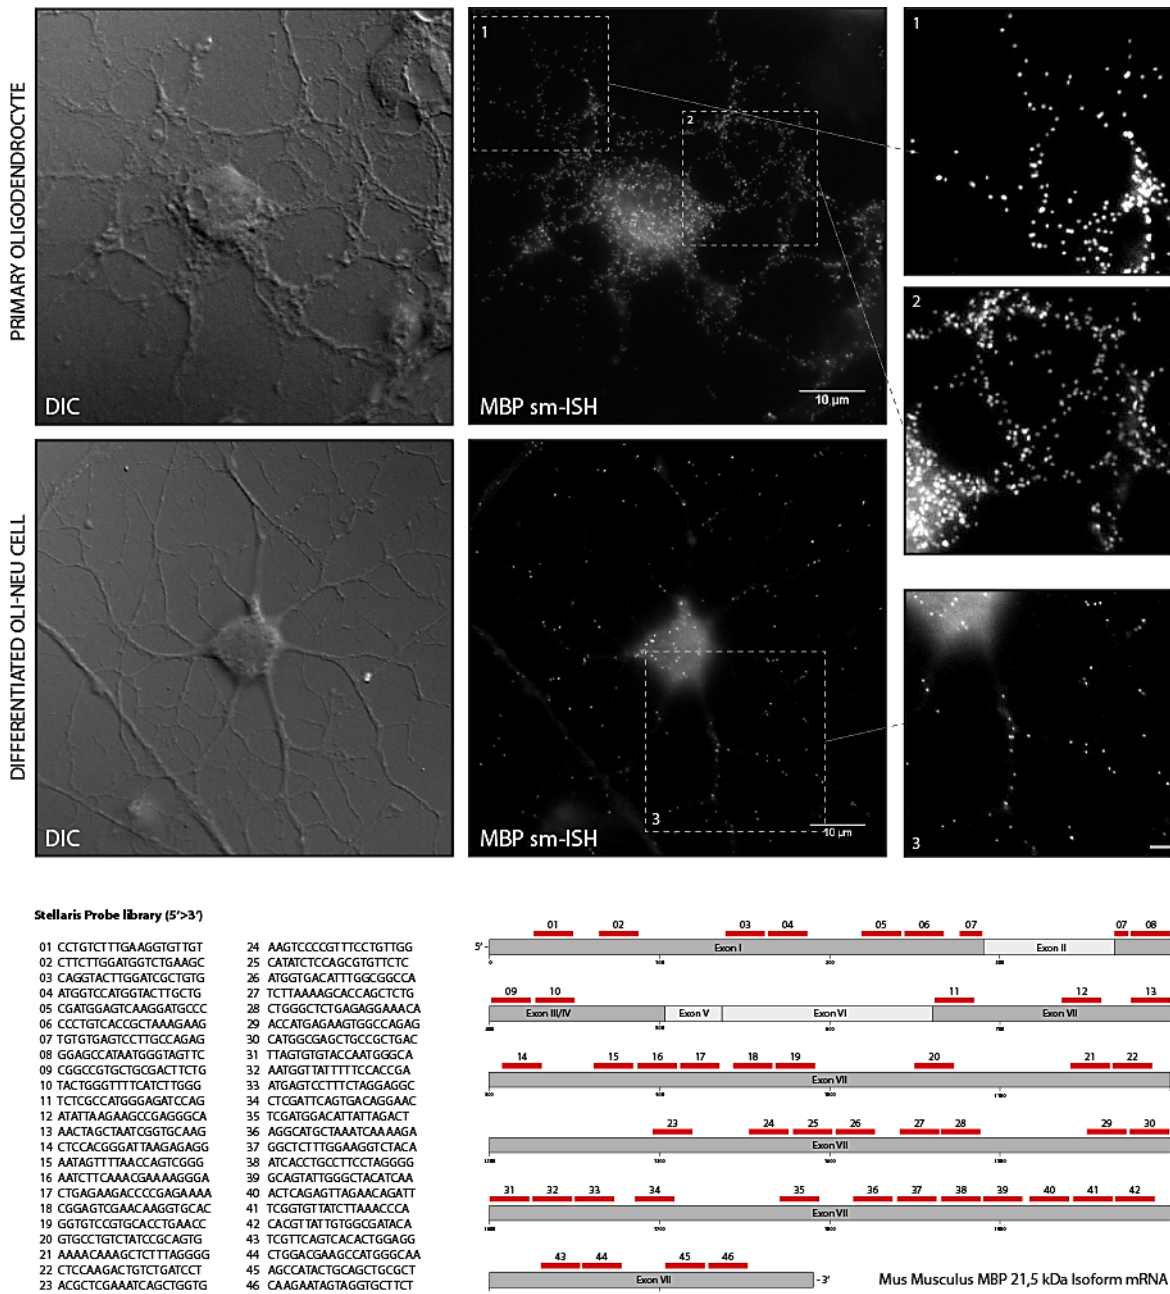 PRIMARY OLIGODENDROCYTE
DIC
1
2
MBP sm-ISH
10 µm
1
2
DIFFERENTIATED OLI-NEU CELL
DIC
3
MBP sm-ISH
10 µm
3
Stellaris Probe library (5'>3')
01 CCTGTCTTTGAAGGTGTTGT
02 CTTCTTGGATGGTCTGAAGC
03 CAGGTACTTGGATCGCTGTG
04 ATGGTCCATGGTACTTGCTG
05 CGATGGAGTCAAGGATGCCC
06 CCCTGTCACCGCTAAAGAAG
07 TGTGTGAGTCCTTGCCAGAG
08 GGAGCCATAATGGGTAGTTC
09 CGGCCGTGCTGCGACTTCTG
10 TACTGGGTTTTCATCTTGGG
11 TCTCGCCATGGGAGATCCAG
12 ATATTAAGAAGCCGAGGGCA
13 AACTAGCTAATCGGTGCAAG
14 CTCCACGGGATTAAGAGAGG
15 AATAGTTTTAACCAGTCGGG
16 AATCTTCAAACGAAAAGGGA
17 CTGAGAAGACCCCGAGAAAA
18 CGGAGTCGAACAAGGTGCAC
19 GGTGTCCGTGCACCTGAACC
20 GTGCCTGTCTATCCGCAGTG
21 AAAACAAAGCTCTTTAGGGG
22 CTCCAAGACTGTCTGATCCT
23 ACGCTCGAAATCAGCTGGTG
24 AAGTCCCCGTTTCCTGTTGG
25 CATATCTCCAGCGTGTTCTC
26 ATGGTGACATTTGGCGGCCA
27 TCTTAAAAGCACCAGCTCTG
28 CTGGGCTCTGAGAGGAAACA
29 ACCATGAGAAGTGGCCAGAG
30 CATGGCGAGCTGCCGCTGAC
31 TTAGTGTGTACCAATGGGCA
32 AATGGTTATTTTTCCACCGA
33 ATGAGTCCTTTCTAGGAGGC
34 CTCGATTCAGTGACAGGAAC
35 TCGATGGACATTATTAGACT
36 AGGCATGCTAAATCAAAAGA
37 GGCTCTTTGGAAGGTCTACA
38 ATCACCTGCCTTCCTAGGGG
39 GCAGTATTGGGCTACATCAA
40 ACTCAGAGTTAGAACAGATT
41 TCGGTGTTATCTTAAACCCA
42 CACGTTATTGTGGCGATACA
43 TCGTTCAGTCACACTGGAGG
44 CTGGACGAAGCCATGGGCAA
45 AGCCATACTGCAGCTGCGCT
46 CAAGAATAGTAGGTGCTTCT
01 02 03 04 05 06 07 07 08
5'- Exon I Exon II
09 10 11 12 13
Exon III/IV Exon V Exon VI Exon VII
14 15 16 17 18 19 20 21 22
Exon VII
23 24 25 26 27 28 29 30
Exon VII
31 32 33 34 35 36 37 38 39 40 41 42
Exon VII
43 44 45 46
Exon VII -3'
Mus Musculus MBP 21,5 kDa Isoform mRNA